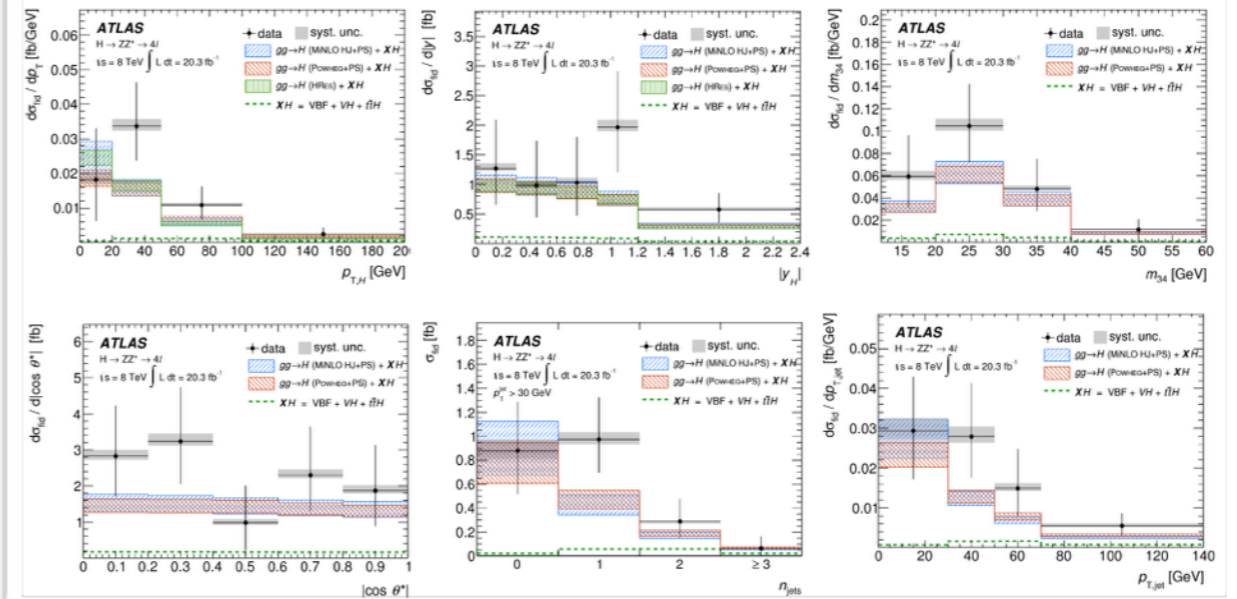 dσfid / dpT [fb/GeV]
ATLAS
H → ZZ* → 4l
√s = 8 TeV ∫ L dt = 20.3 fb⁻¹
data syst. unc.
gg→H (MiNLO HJ+PS) + XH
gg→H (POWHEG+PS) + XH
gg→H (HRES) + XH
XH = VBF + VH + ttH
0.06
0.05
0.04
0.03
0.02
0.01
0 20 40 60 80 100 120 140 160 180 200
pT,H [GeV]
dσfid / d|y| [fb]
ATLAS
H → ZZ* → 4l
√s = 8 TeV ∫ L dt = 20.3 fb⁻¹
data syst. unc.
gg→H (MiNLO HJ+PS) + XH
gg→H (POWHEG+PS) + XH
gg→H (HRES) + XH
XH = VBF + VH + ttH
3.5
3
2.5
2
1.5
1
0.5
0 0.2 0.4 0.6 0.8 1 1.2 1.4 1.6 1.8 2 2.2 2.4
|yH|
dσfid / dm34 [fb/GeV]
ATLAS
H → ZZ* → 4l
√s = 8 TeV ∫ L dt = 20.3 fb⁻¹
data syst. unc.
gg→H (MiNLO HJ+PS) + XH
gg→H (POWHEG+PS) + XH
XH = VBF + VH + ttH
0.2
0.18
0.16
0.14
0.12
0.1
0.08
0.06
0.04
0.02
15 20 25 30 35 40 45 50 55 60
m34 [GeV]
dσfid / d|cos θ*| [fb]
ATLAS
H → ZZ* → 4l
√s = 8 TeV ∫ L dt = 20.3 fb⁻¹
data syst. unc.
gg→H (MiNLO HJ+PS) + XH
gg→H (POWHEG+PS) + XH
XH = VBF + VH + ttH
6
5
4
3
2
1
0 0.1 0.2 0.3 0.4 0.5 0.6 0.7 0.8 0.9 1
|cos θ*|
σfid [fb]
ATLAS
H → ZZ* → 4l
√s = 8 TeV ∫ L dt = 20.3 fb⁻¹
pTjet > 30 GeV
data syst. unc.
gg→H (MiNLO HJ+PS) + XH
gg→H (POWHEG+PS) + XH
XH = VBF + VH + ttH
1.8
1.6
1.4
1.2
1
0.8
0.6
0.4
0.2
0
0 1 2 ≥ 3
njets
dσfid / dpT,jet [fb/GeV]
ATLAS
H → ZZ* → 4l
√s = 8 TeV ∫ L dt = 20.3 fb⁻¹
data syst. unc.
gg→H (MiNLO HJ+PS) + XH
gg→H (POWHEG+PS) + XH
XH = VBF + VH + ttH
0.05
0.04
0.03
0.02
0.01
0 20 40 60 80 100 120 140
pT,jet [GeV]